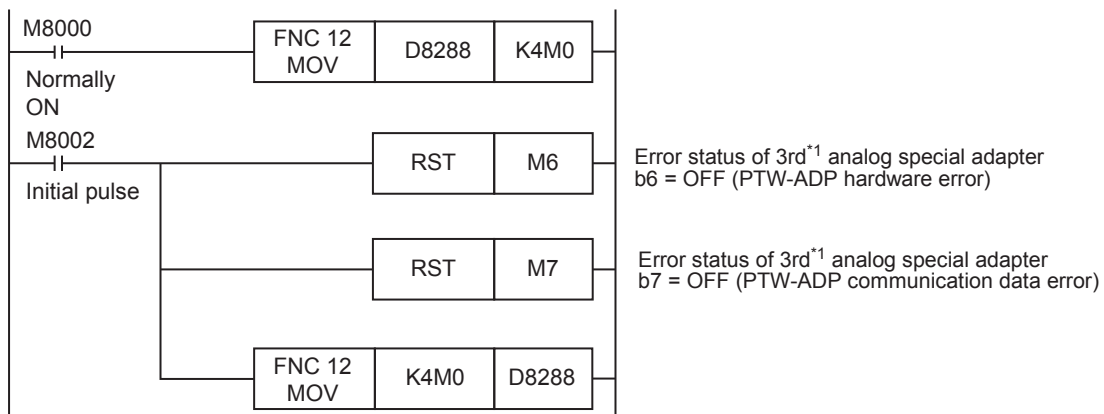 M8000
FNC 12
MOV
D8288
K4M0
Normally
ON
M8002
Initial pulse
RST
M6
Error status of 3rd*1 analog special adapter
b6 = OFF (PTW-ADP hardware error)
RST
M7
Error status of 3rd*1 analog special adapter
b7 = OFF (PTW-ADP communication data error)
FNC 12
MOV
K4M0
D8288